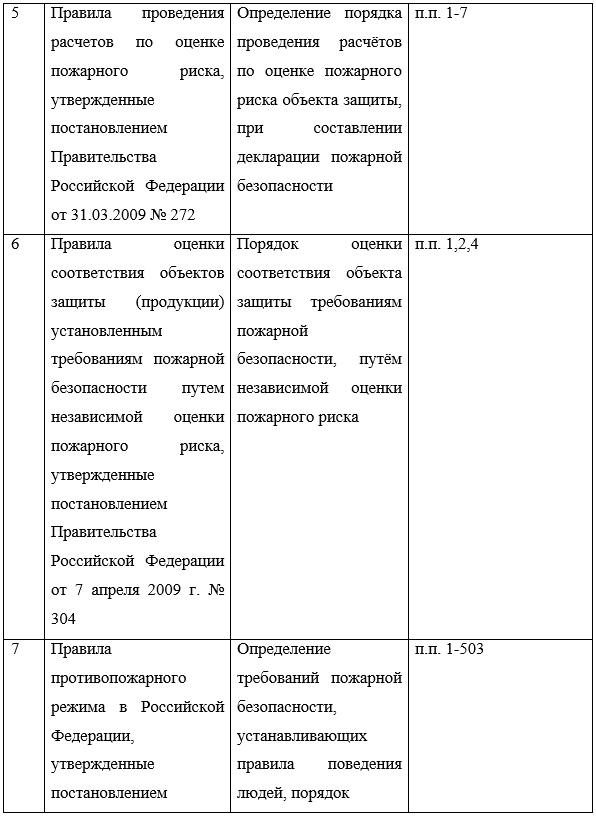 5
Правила проведения
расчетов по оценке
пожарного риска,
утвержденные
постановлением
Правительства
Российской Федерации
от 31.03.2009 № 272
Определение порядка
проведения расчётов
по оценке пожарного
риска объекта защиты,
при составлении
декларации пожарной
безопасности
п.п. 1-7
6
Правила оценки
соответствия объектов
защиты (продукции)
установленным
требованиям пожарной
безопасности путем
независимой оценки
пожарного риска,
утвержденные
постановлением
Правительства
Российской Федерации
от 7 апреля 2009 г. №
304
Порядок оценки
соответствия объекта
защиты требованиям
пожарной
безопасности, путём
независимой оценки
пожарного риска
п.п. 1,2,4
7
Правила
противопожарного
режима в Российской
Федерации,
утвержденные
постановлением
Определение
требований пожарной
безопасности,
устанавливающих
правила поведения
людей, порядок
п.п. 1-503